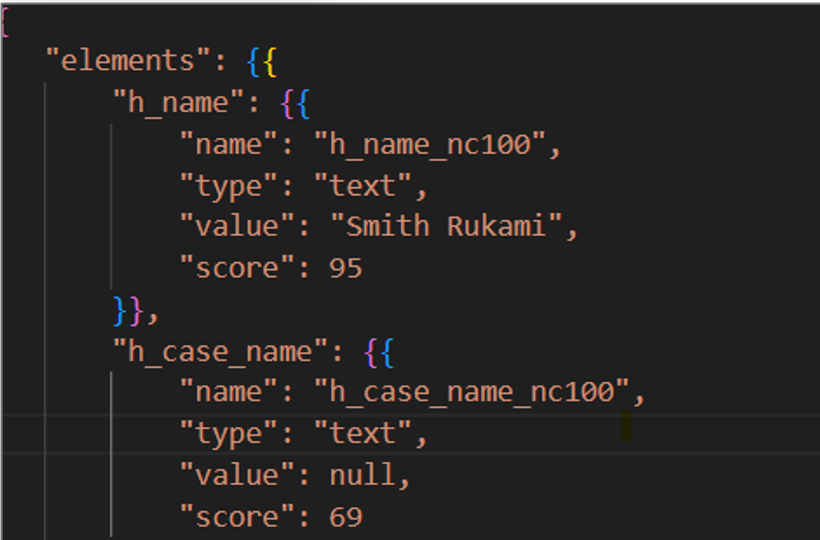 {
"elements": {{
"h_name": {{
"name": "h_name_nc100",
"type": "text",
"value": "Smith Rukami",
"score": 95
}},
"h_case_name": {{
"name": "h_case_name_nc100",
"type": "text",
"value": null,
"score": 69